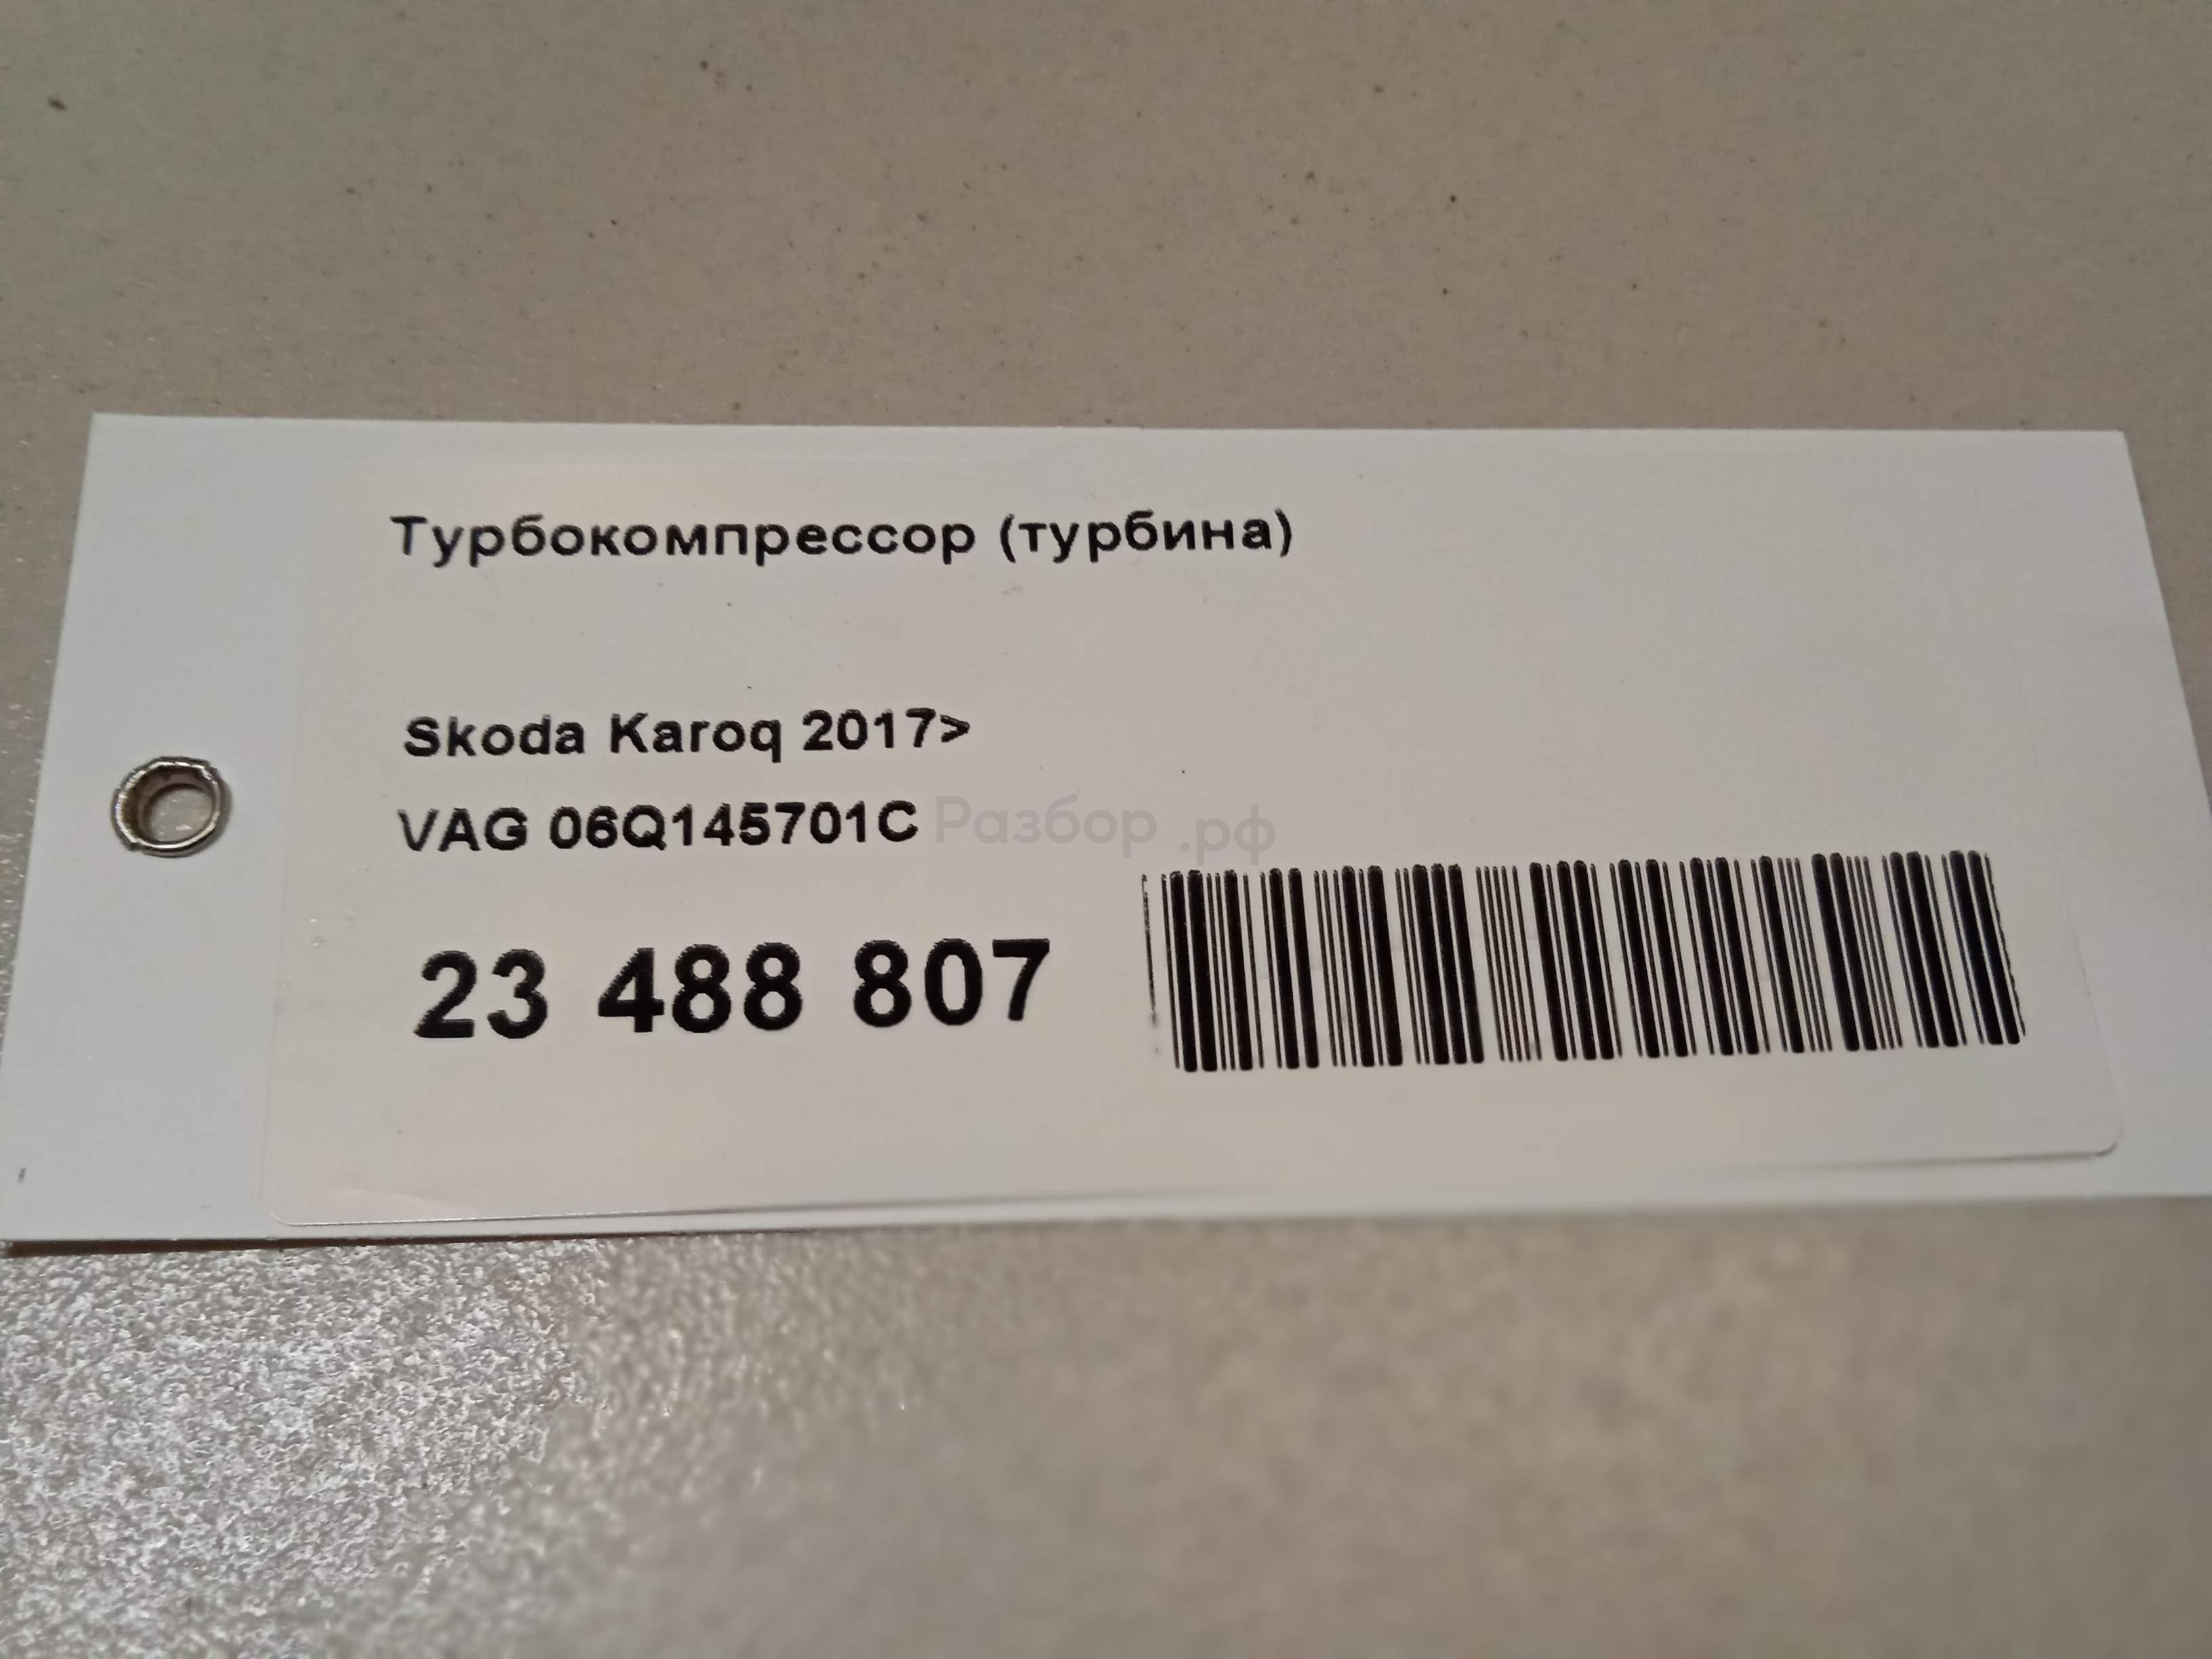 Турбокомпрессор (турбина)
Skoda Karoq 2017>
VAG 06Q145701C
Разбор.рф
23 488 807